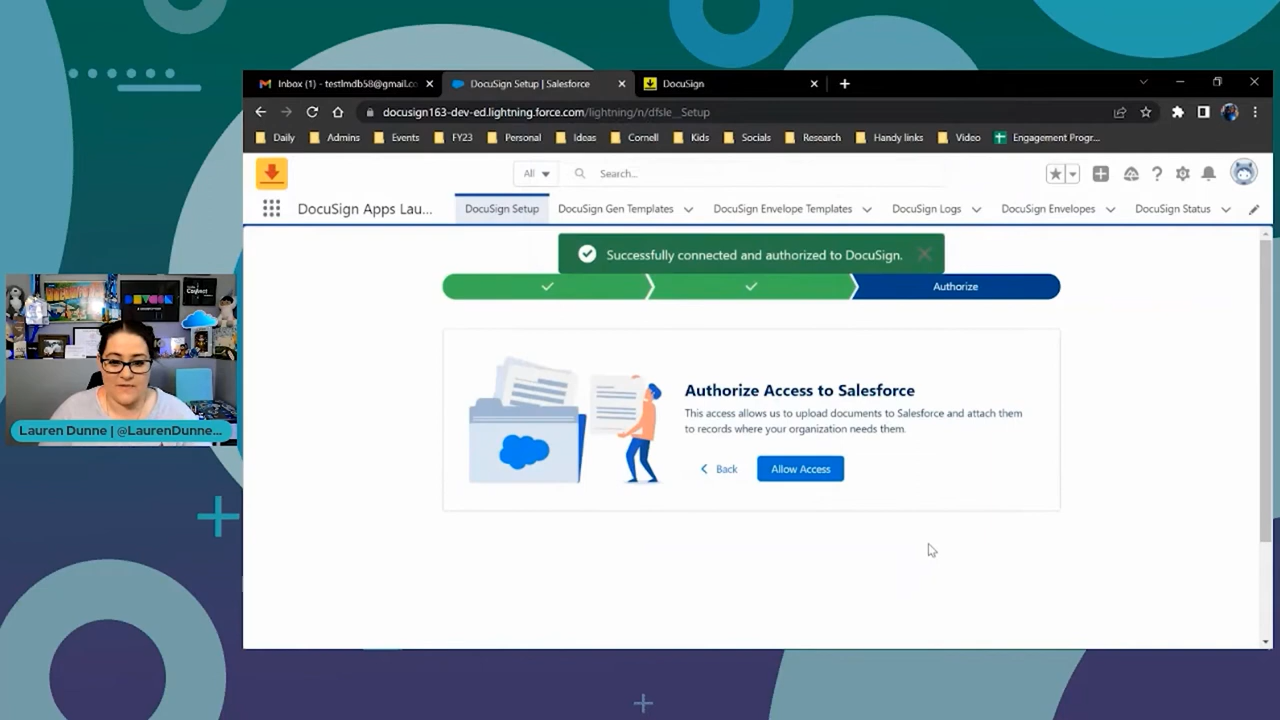 Inbox (1) - testlmdb58@gmail.co
DocuSign Setup | Salesforce
DocuSign
docusign163-dev-ed.lightning.force.com/lightning/n/dfsle__Setup
Daily
Admins
Events
FY23
Personal
Ideas
Cornell
Kids
Socials
Research
Handy links
Video
Engagement Progr...
All
Search...
DocuSign Apps Lau...
DocuSign Setup
DocuSign Gen Templates
DocuSign Envelope Templates
DocuSign Logs
DocuSign Envelopes
DocuSign Status
Successfully connected and authorized to DocuSign.
Authorize
Authorize Access to Salesforce
This access allows us to upload documents to Salesforce and attach them
to records where your organization needs them.
Back
Allow Access
Lauren Dunne | @LaurenDunne...